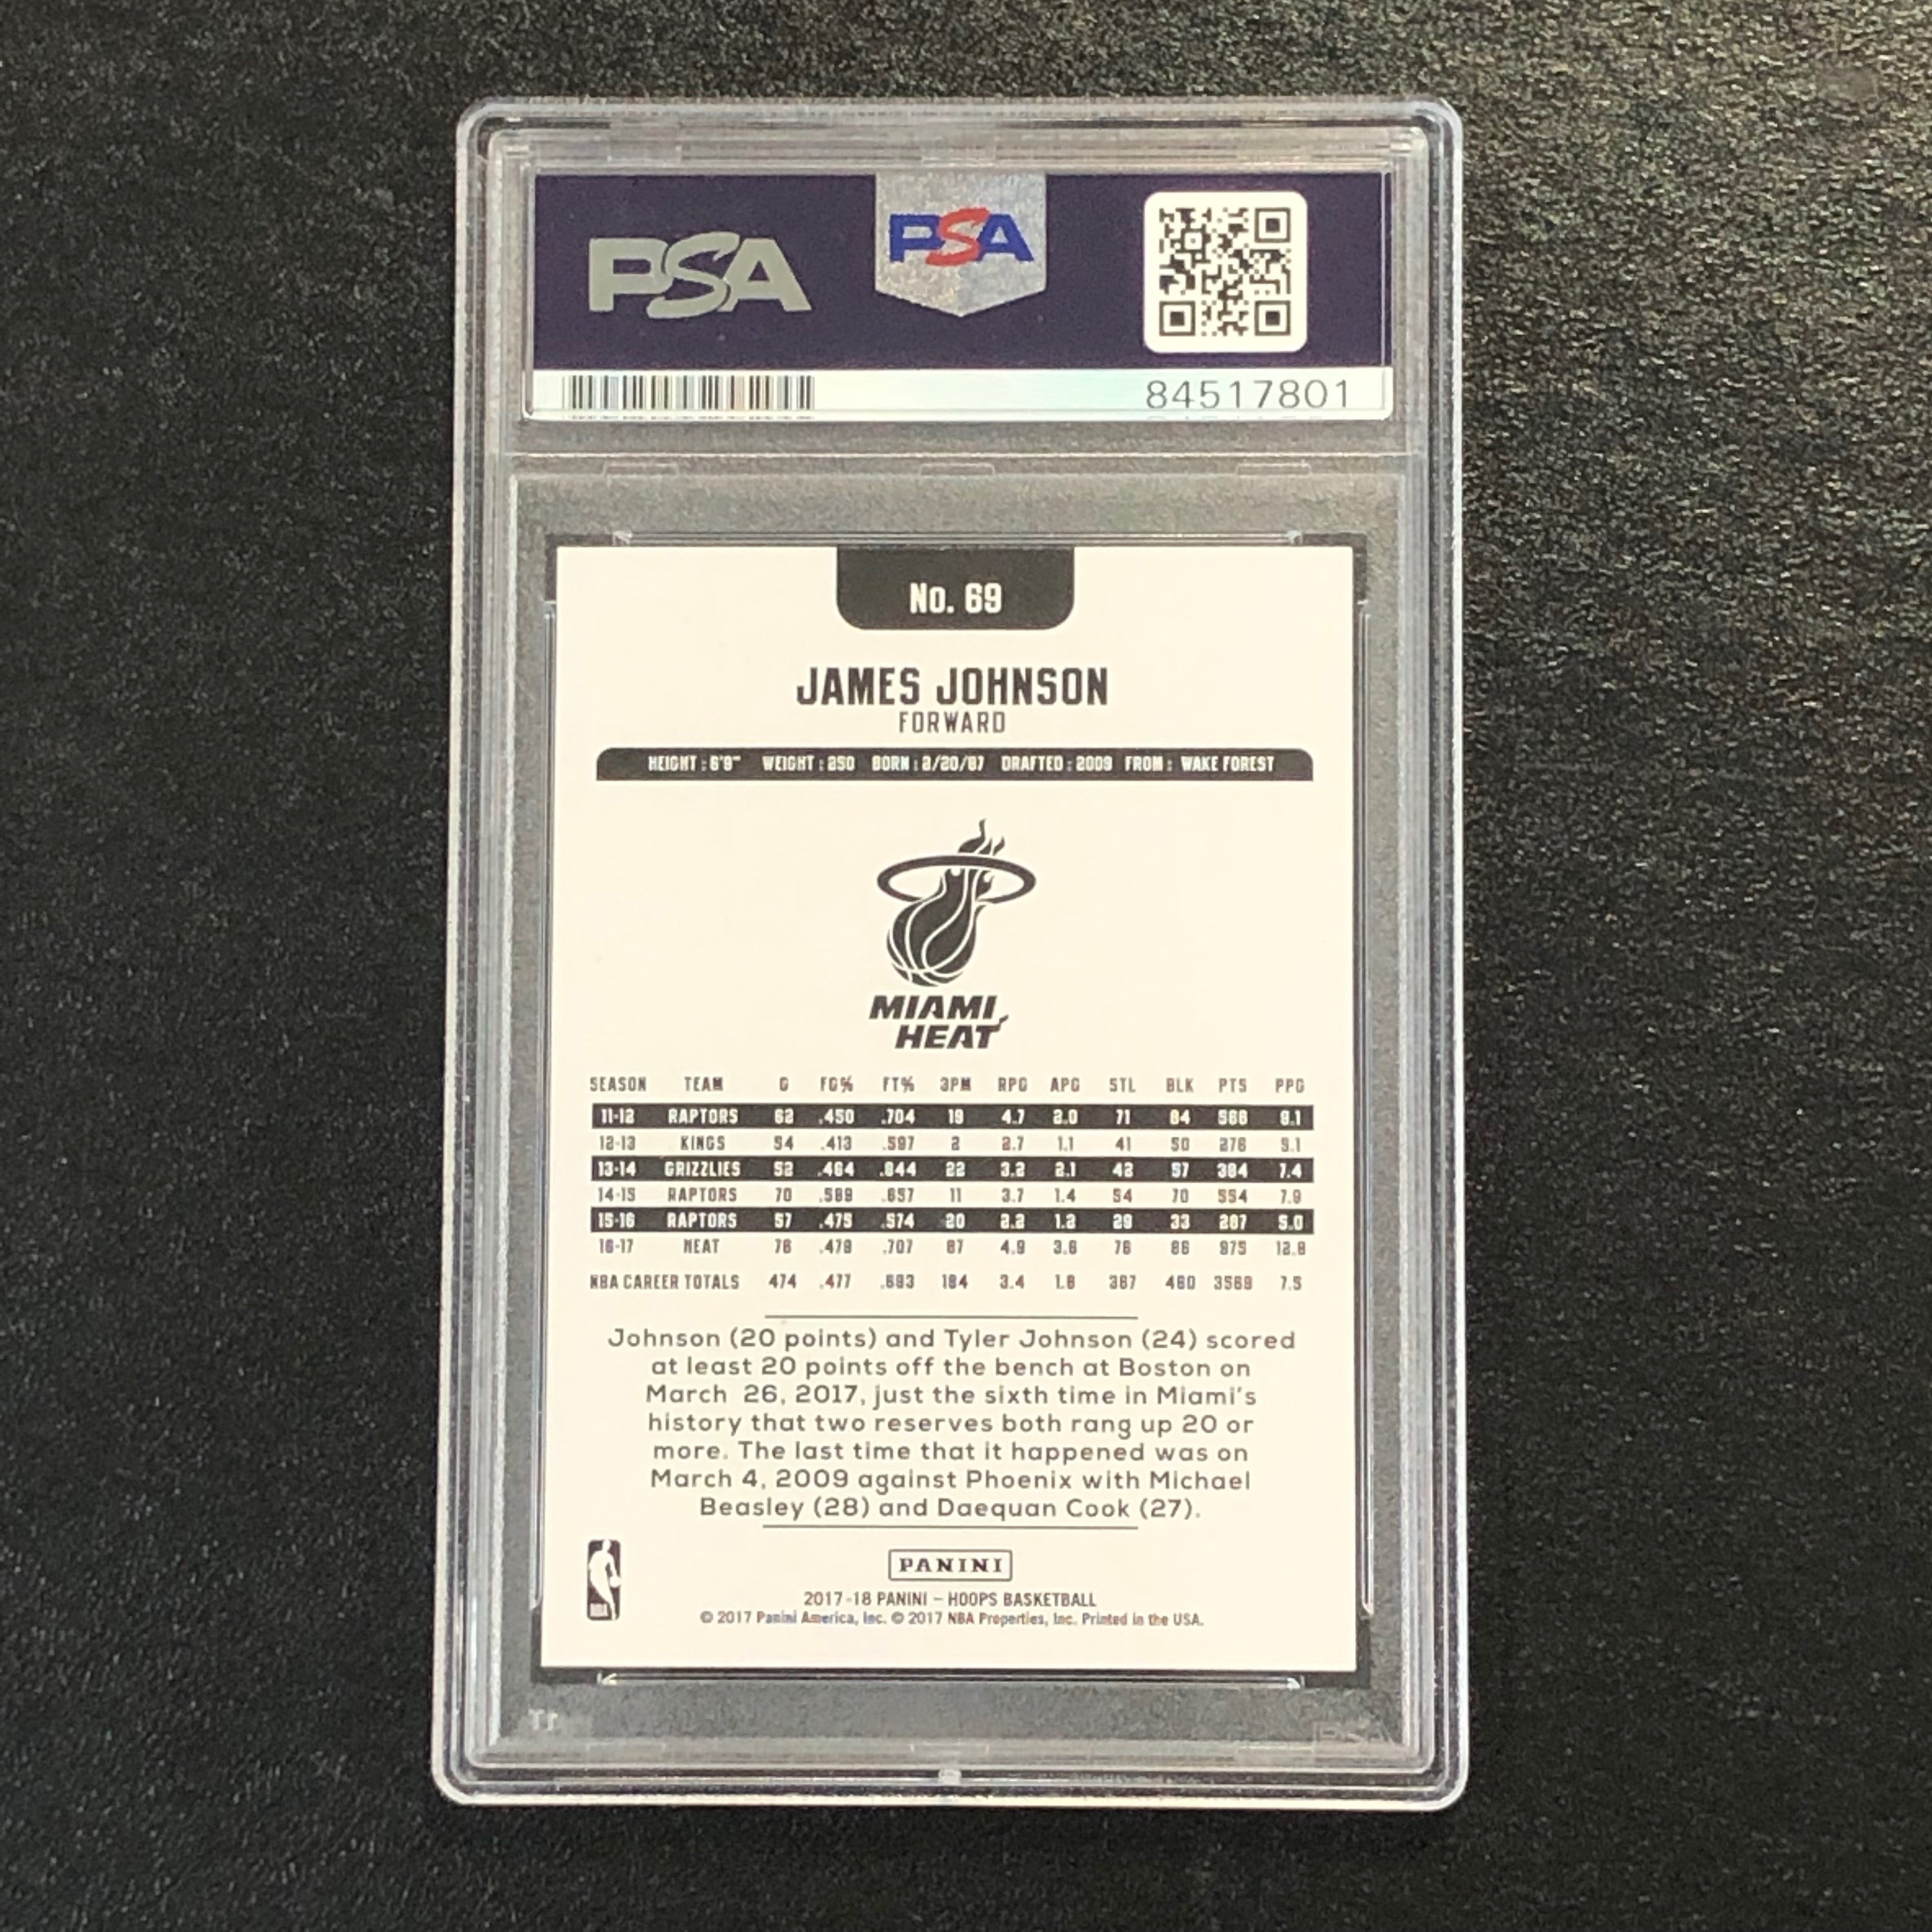 PSA
PSA
84517801
No. 69
JAMES JOHNSON
FORWARD
HEIGHT : 6'9" WEIGHT : 250 BORN : 2/20/87 DRAFTED : 2009 FROM : WAKE FOREST
MIAMI
HEAT
SEASON TEAM G FG% FT% 3PM RPG APG STL BLK PTS PPG
11-12 RAPTORS 62 .450 .704 19 4.7 2.0 71 84 566 9.1
12-13 KINGS 54 .413 .597 2 2.7 1.1 41 50 276 5.1
13-14 GRIZZLIES 52 .464 .844 22 3.2 2.1 42 57 384 7.4
14-15 RAPTORS 70 .589 .657 11 3.7 1.4 54 70 554 7.9
15-16 RAPTORS 57 .475 .574 20 2.2 1.2 29 33 287 5.0
16-17 HEAT 76 .479 .707 87 4.9 3.6 76 86 975 12.8
NBA CAREER TOTALS 474 .477 .693 184 3.4 1.8 367 460 3569 7.5
Johnson (20 points) and Tyler Johnson (24) scored
at least 20 points off the bench at Boston on
March 26, 2017, just the sixth time in Miami's
history that two reserves both rang up 20 or
more. The last time that it happened was on
March 4, 2009 against Phoenix with Michael
Beasley (28) and Daequan Cook (27).
PANINI
2017-18 PANINI – HOOPS BASKETBALL
© 2017 Panini America, Inc. © 2017 NBA Properties, Inc. Printed in the USA.